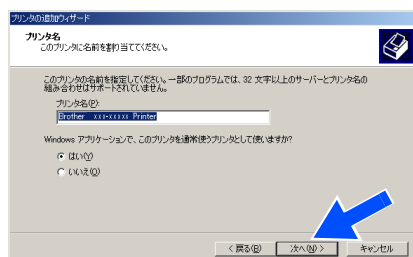 プリンタの追加ウィザード
プリンタ名
このプリンタに名前を割り当ててください。
このプリンタの名前を指定してください。一部のプログラムでは、32 文字以上のサーバーとプリンタ名の
組み合わせはサポートされていません。
プリンタ名(P):
Brother xxx-xxxxx Printer
Windows アプリケーションで、このプリンタを通常使うプリンタとして使いますか?
はい(Y)
いいえ(O)
< 戻る(B)
次へ(N) >
キャンセル